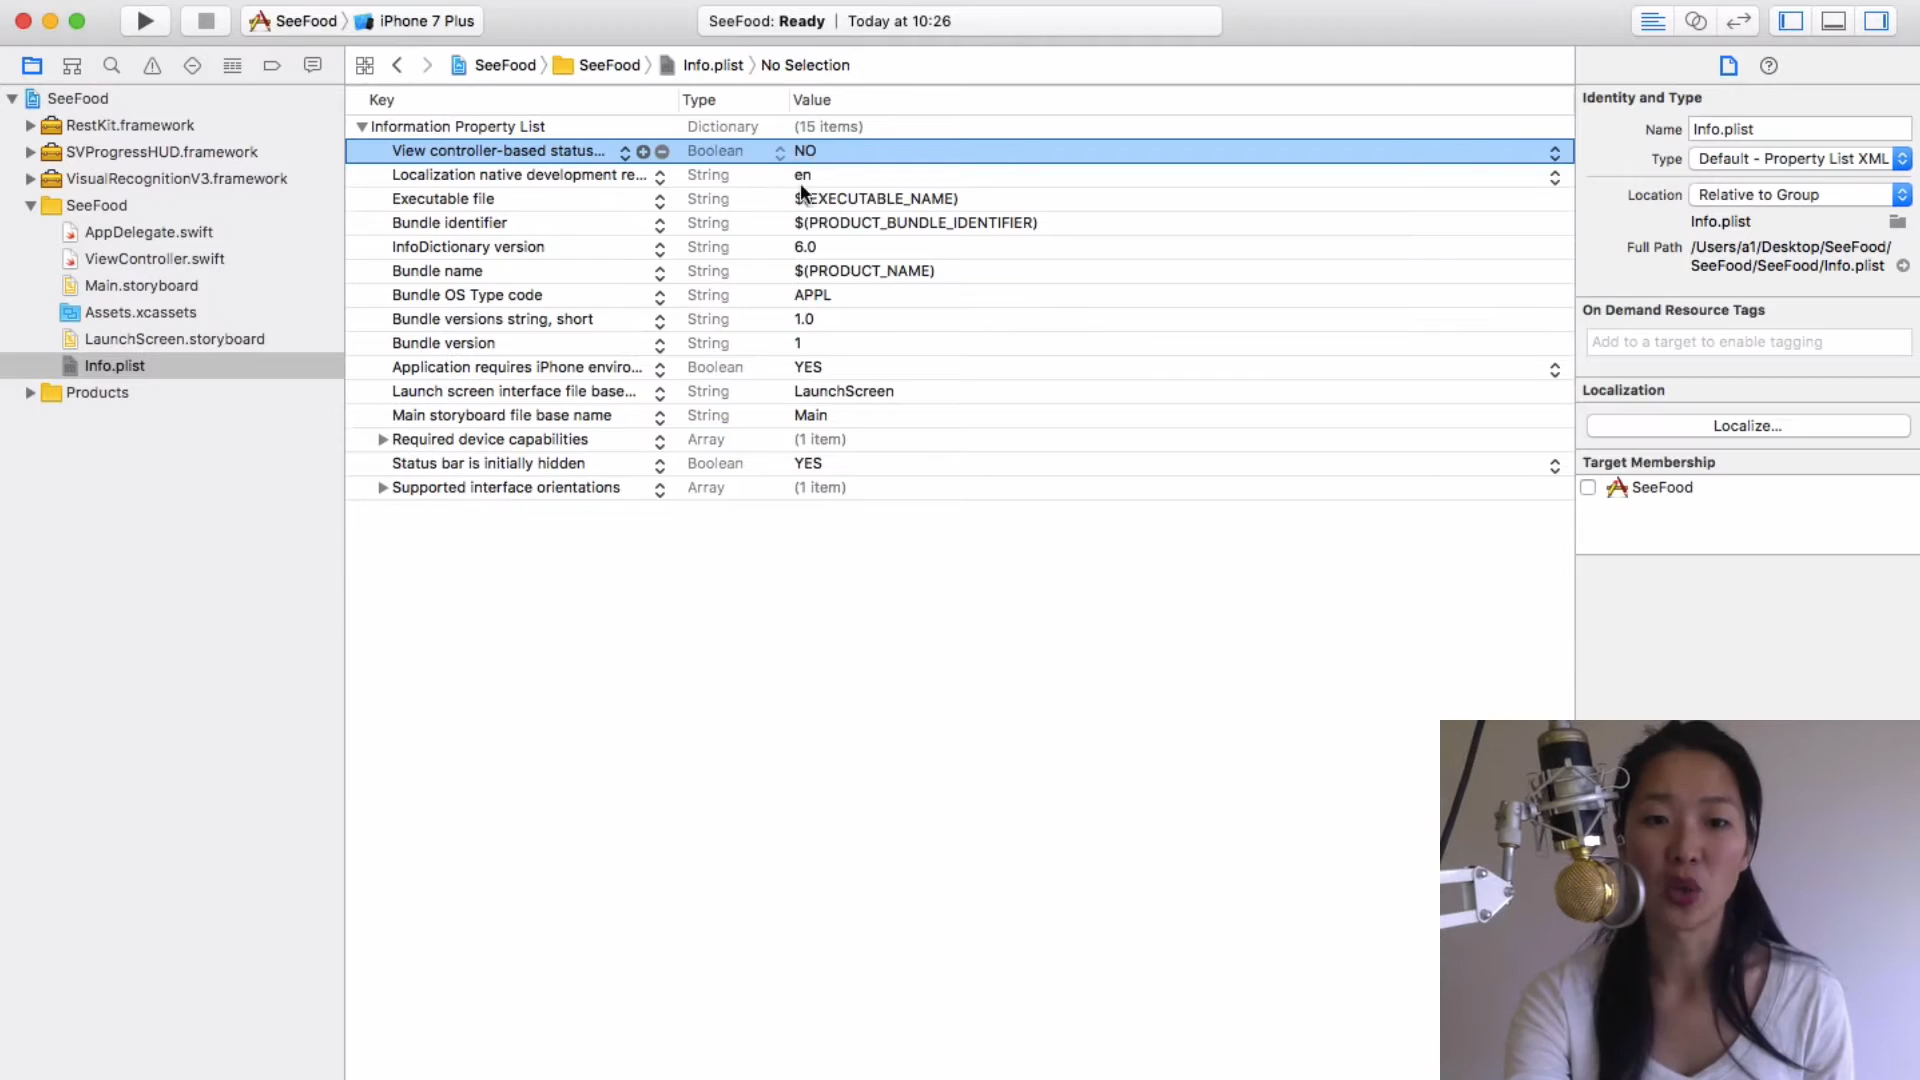 SeeFood iPhone 7 Plus SeeFood: Ready | Today at 10:26
SeeFood SeeFood Info.plist No Selection
SeeFood
RestKit.framework
SVProgressHUD.framework
VisualRecognitionV3.framework
SeeFood
AppDelegate.swift
ViewController.swift
Main.storyboard
Assets.xcassets
LaunchScreen.storyboard
Info.plist
Products
Key Type Value
Information Property List Dictionary (15 items)
View controller-based status... Boolean NO
Localization native development re... String en
Executable file String $(EXECUTABLE_NAME)
Bundle identifier String $(PRODUCT_BUNDLE_IDENTIFIER)
InfoDictionary version String 6.0
Bundle name String $(PRODUCT_NAME)
Bundle OS Type code String APPL
Bundle versions string, short String 1.0
Bundle version String 1
Application requires iPhone enviro... Boolean YES
Launch screen interface file base... String LaunchScreen
Main storyboard file base name String Main
Required device capabilities Array (1 item)
Status bar is initially hidden Boolean YES
Supported interface orientations Array (1 item)
Identity and Type
Name Info.plist
Type Default - Property List XML
Location Relative to Group
Info.plist
Full Path /Users/a1/Desktop/SeeFood/
SeeFood/SeeFood/Info.plist
On Demand Resource Tags
Add to a target to enable tagging
Localization
Localize...
Target Membership
SeeFood